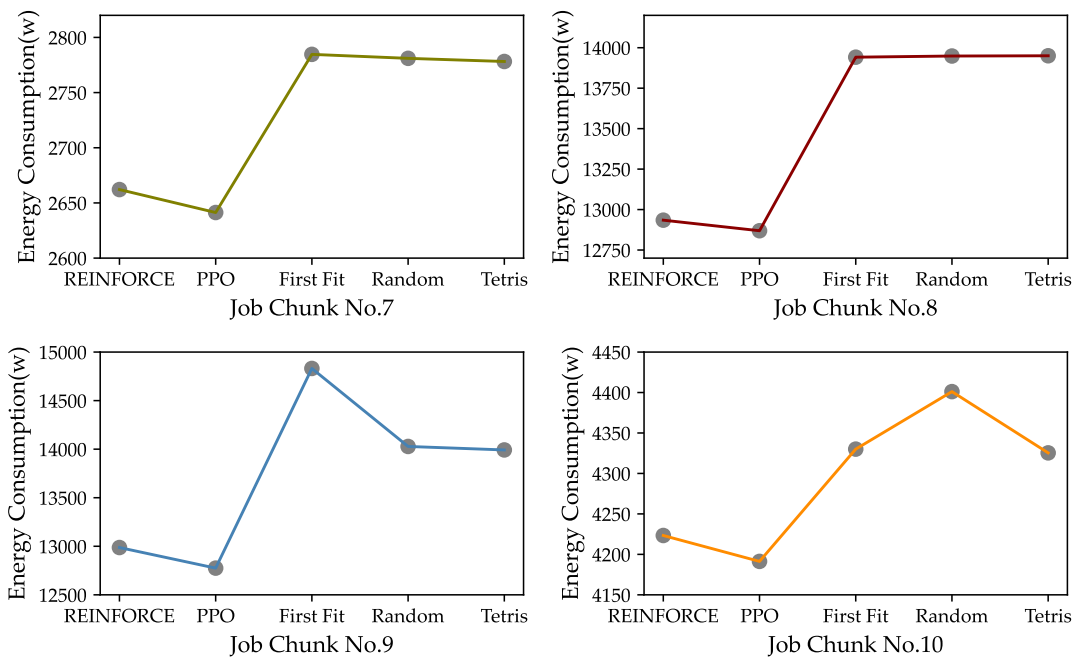 Energy Consumption(w)
2800
2750
2700
2650
2600
REINFORCE PPO First Fit Random Tetris
Job Chunk No.7
Energy Consumption(w)
14000
13750
13500
13250
13000
12750
REINFORCE PPO First Fit Random Tetris
Job Chunk No.8
Energy Consumption(w)
15000
14500
14000
13500
13000
12500
REINFORCE PPO First Fit Random Tetris
Job Chunk No.9
Energy Consumption(w)
4450
4400
4350
4300
4250
4200
4150
REINFORCE PPO First Fit Random Tetris
Job Chunk No.10